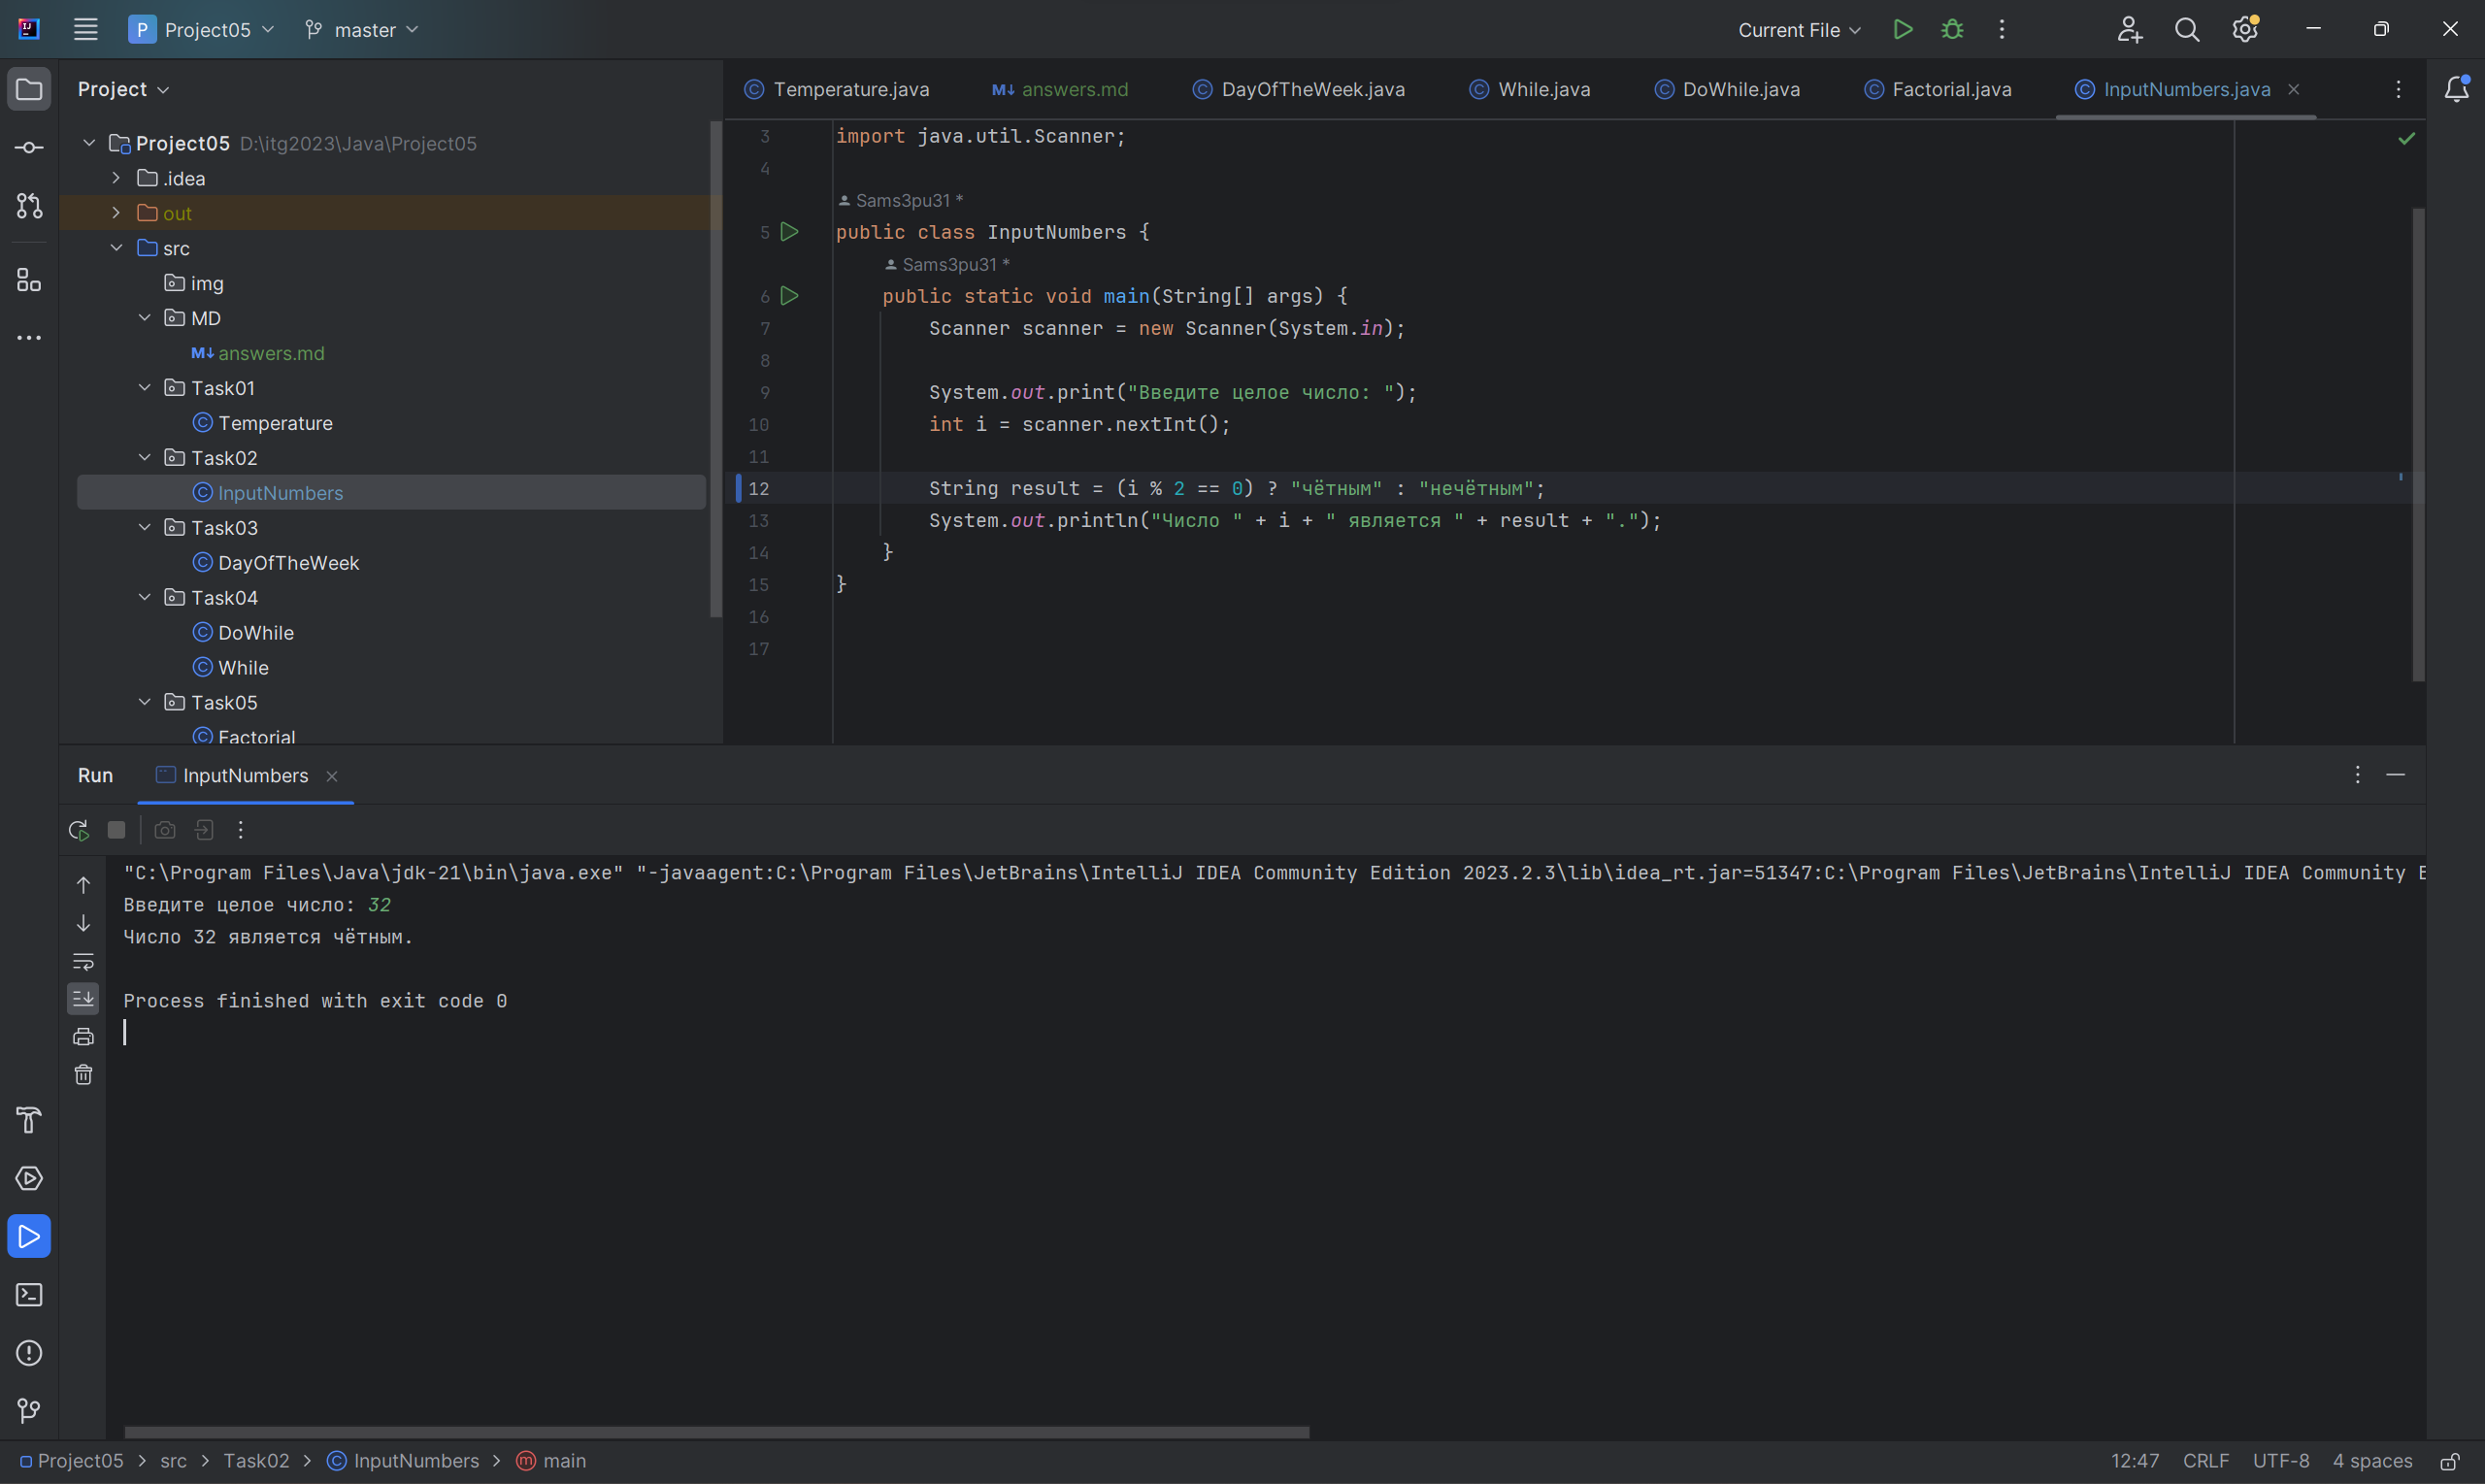 P Project05 master Current File
Project
Temperature.java answers.md DayOfTheWeek.java While.java DoWhile.java Factorial.java InputNumbers.java
Project05 D:\itg2023\Java\Project05
.idea
out
src
img
MD
answers.md
Task01
Temperature
Task02
InputNumbers
Task03
DayOfTheWeek
Task04
DoWhile
While
Task05
Factorial
3 import java.util.Scanner;
4
Sams3pu31 *
5 public class InputNumbers {
Sams3pu31 *
6 public static void main(String[] args) {
7 Scanner scanner = new Scanner(System.in);
8
9 System.out.print("Введите целое число: ");
10 int i = scanner.nextInt();
11
12 String result = (i % 2 == 0) ? "чётным" : "нечётным";
13 System.out.println("Число " + i + " является " + result + ".");
14 }
15 }
16
17
Run InputNumbers
"C:\Program Files\Java\jdk-21\bin\java.exe" "-javaagent:C:\Program Files\JetBrains\IntelliJ IDEA Community Edition 2023.2.3\lib\idea_rt.jar=51347:C:\Program Files\JetBrains\IntelliJ IDEA Community E
Введите целое число: 32
Число 32 является чётным.
Process finished with exit code 0
Project05 > src > Task02 > InputNumbers > main 12:47 CRLF UTF-8 4 spaces